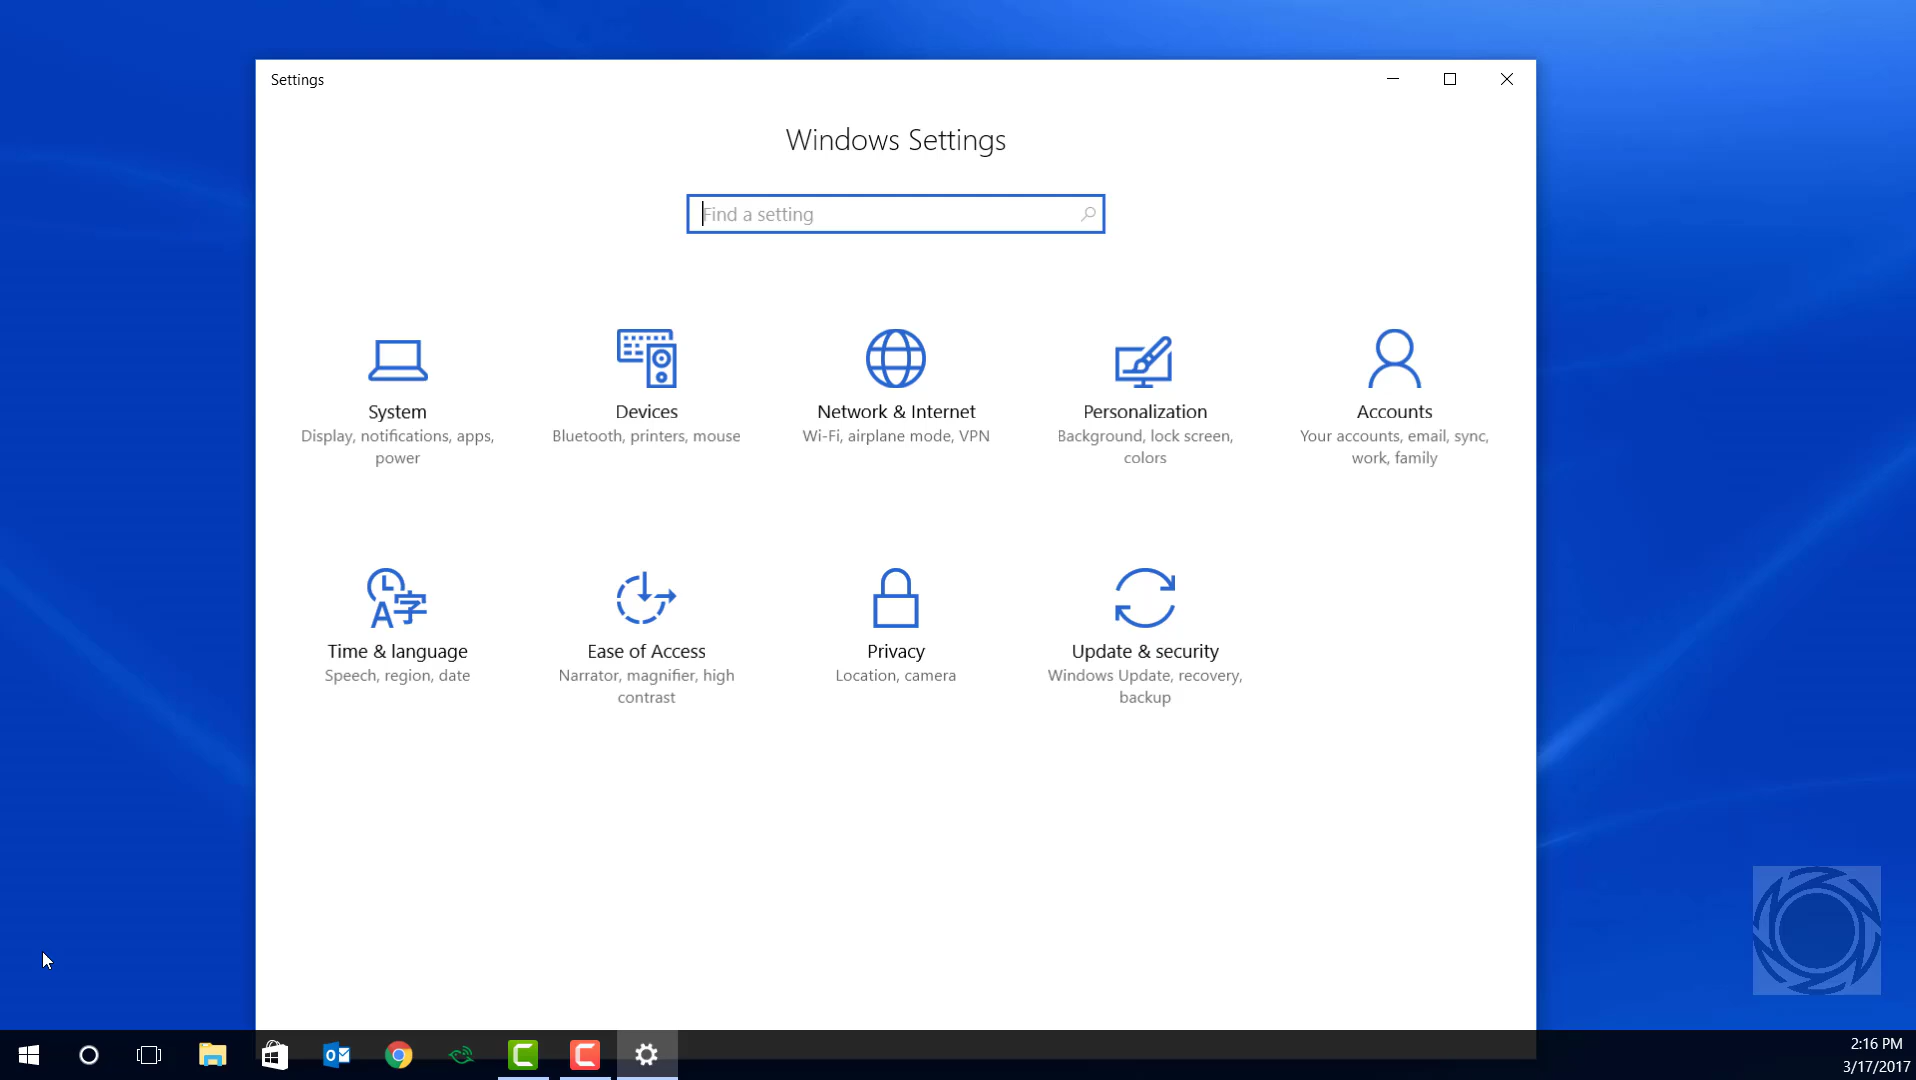 Settings
Windows Settings
Find a setting
System
Display, notifications, apps,
power
Devices
Bluetooth, printers, mouse
Network & Internet
Wi-Fi, airplane mode, VPN
Personalization
Background, lock screen,
colors
Accounts
Your accounts, email, sync,
work, family
Time & language
Speech, region, date
Ease of Access
Narrator, magnifier, high
contrast
Privacy
Location, camera
Update & security
Windows Update, recovery,
backup
2:16 PM
3/17/2017